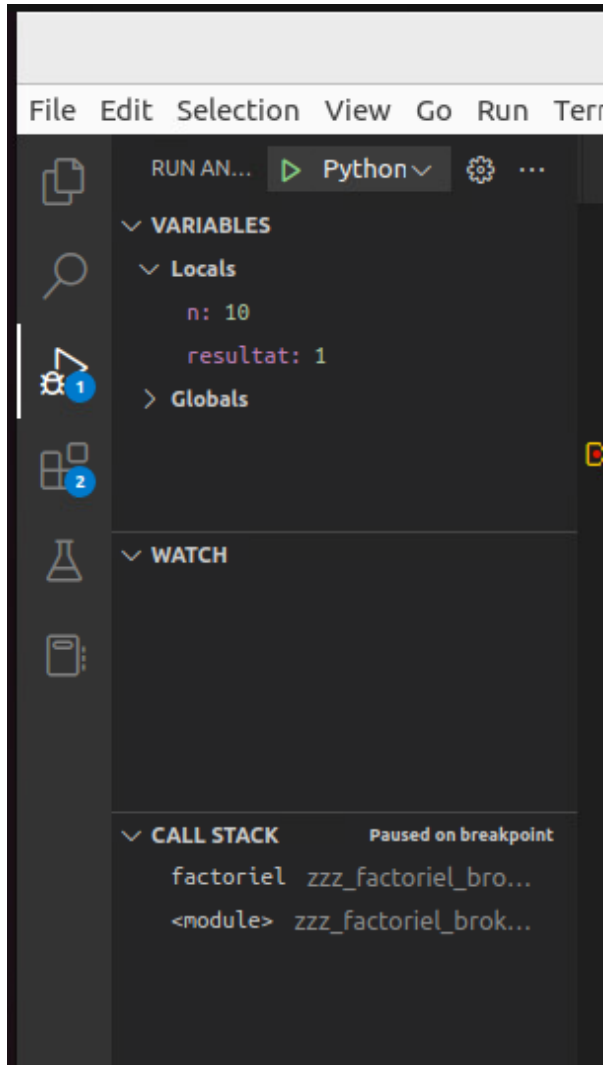 File Edit Selection View Go Run Terr
RUN AN... Python
VARIABLES
Locals
n: 10
resultat: 1
1
Globals
2
WATCH
CALL STACK Paused on breakpoint
factoriel zzz_factoriel_bro...
<module> zzz_factoriel_brok...